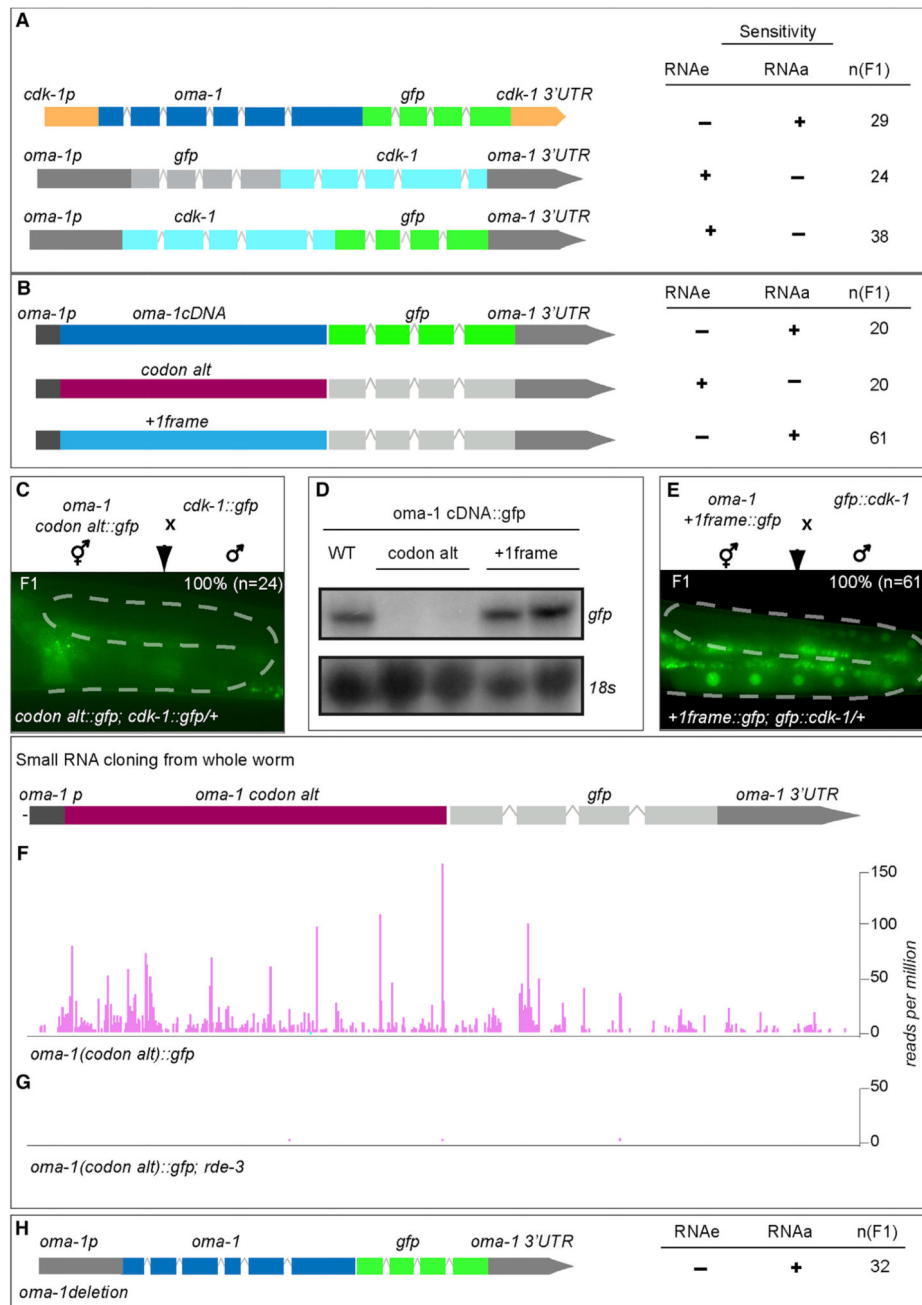 A
Sensitivity
RNAe RNAa n(F1)
cdk-1p oma-1 gfp cdk-1 3'UTR
– + 29
oma-1p gfp cdk-1 oma-1 3'UTR
+ – 24
oma-1p cdk-1 gfp oma-1 3'UTR
+ – 38
B
RNAe RNAa n(F1)
oma-1p oma-1cDNA gfp oma-1 3'UTR
– + 20
codon alt
+ – 20
+1frame
– + 61
C
oma-1 cdk-1::gfp
codon alt::gfp x
⚥ ♂
F1 100% (n=24)
codon alt::gfp; cdk-1::gfp/+
D
oma-1 cDNA::gfp
WT codon alt +1frame
gfp
18s
E
oma-1 gfp::cdk-1
+1frame::gfp x
⚥ ♂
F1 100% (n=61
+1frame::gfp; gfp::cdk-1/+
Small RNA cloning from whole worm
oma-1 p oma-1 codon alt gfp oma-1 3'UTR
-
F
150
100
50
0
reads per million
oma-1(codon alt)::gfp
G
50
0
oma-1(codon alt)::gfp; rde-3
H
RNAe RNAa n(F1)
oma-1p oma-1 gfp oma-1 3'UTR
– + 32
oma-1deletion